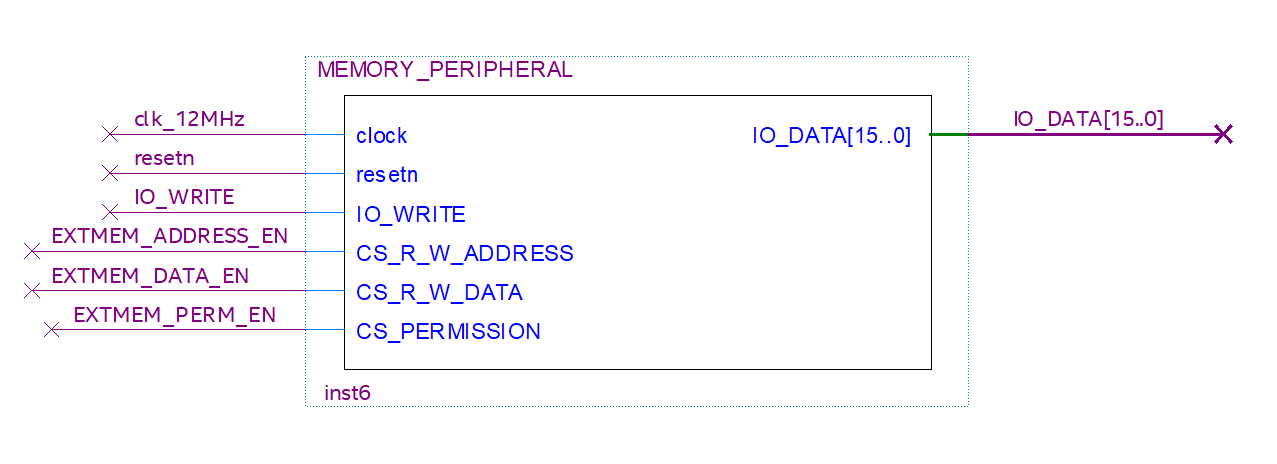 MEMORY_PERIPHERAL
clk_12MHz
clock
IO_DATA[15..0]
IO_DATA[15..0]
resetn
resetn
IO_WRITE
IO_WRITE
EXTMEM_ADDRESS_EN
CS_R_W_ADDRESS
EXTMEM_DATA_EN
CS_R_W_DATA
EXTMEM_PERM_EN
CS_PERMISSION
inst6